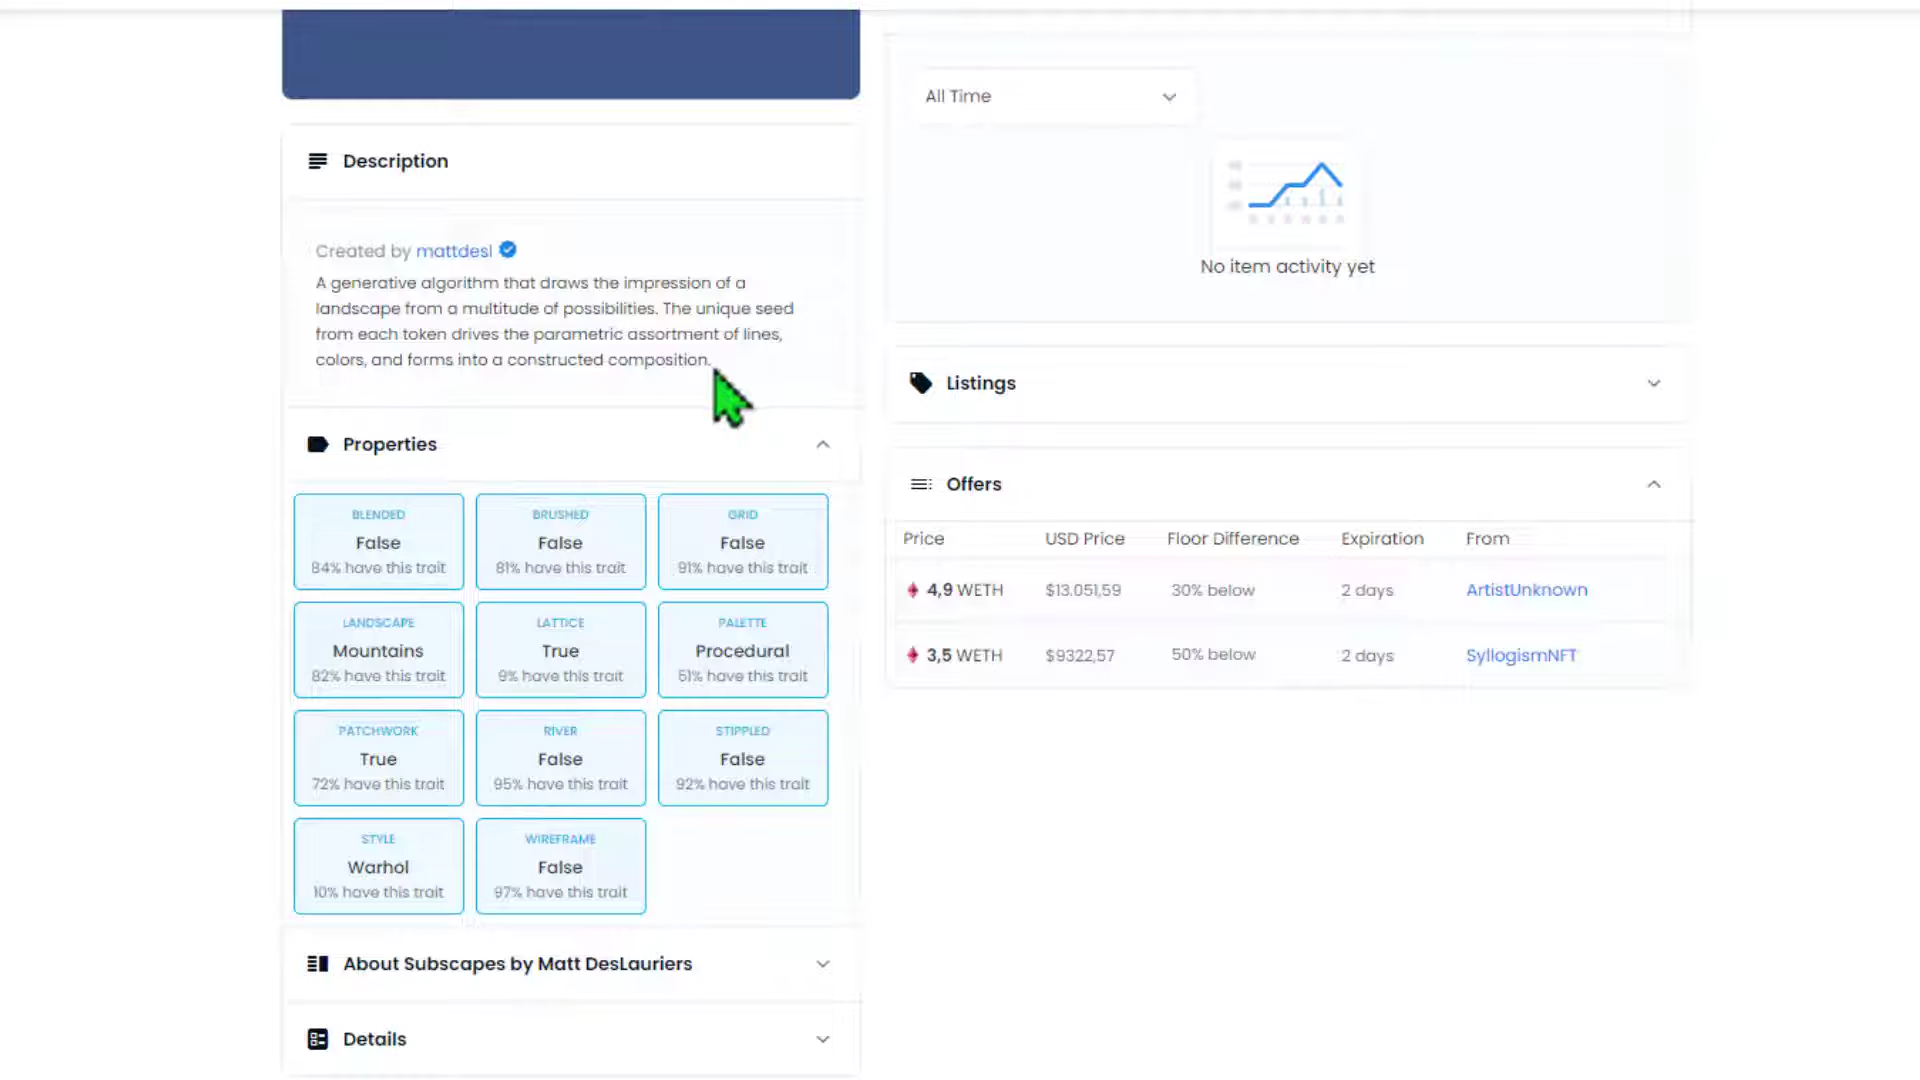 Description
Created by mattdesl
A generative algorithm that draws the impression of a
landscape from a multitude of possibilities. The unique seed
from each token drives the parametric assortment of lines,
colors, and forms into a constructed composition.
Properties
BLENDED
False
84% have this trait
BRUSHED
False
81% have this trait
GRID
False
91% have this trait
LANDSCAPE
Mountains
82% have this trait
LATTICE
True
9% have this trait
PALETTE
Procedural
51% have this trait
PATCHWORK
True
72% have this trait
RIVER
False
95% have this trait
STIPPLED
False
92% have this trait
STYLE
Warhol
10% have this trait
WIREFRAME
False
97% have this trait
About Subscapes by Matt DesLauriers
Details
All Time
No item activity yet
Listings
Offers
Price USD Price Floor Difference Expiration From
4,9 WETH $13.051,59 30% below 2 days ArtistUnknown
3,5 WETH $9322,57 50% below 2 days SyllogismNFT